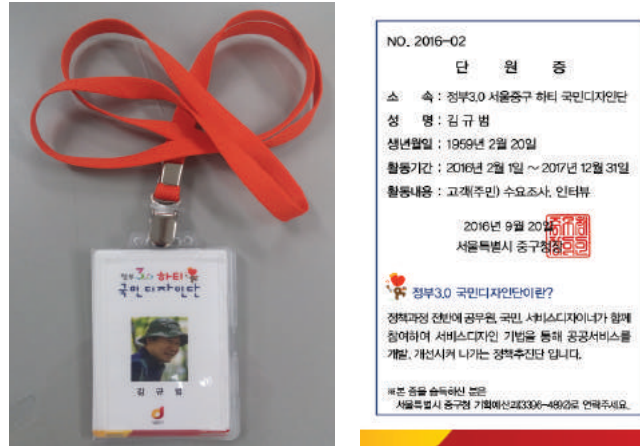 정부3.0 하티
국민디자인단
김 규 범
NO. 2016-02
단 원 증
소 속 : 정부3.0 서울중구 하티 국민디자인단
성 명 : 김 규 범
생년월일 : 1959년 2월 20일
활동기간 : 2016년 2월 1일 ~ 2017년 12월 31일
활동내용 : 고객(주민) 수요조사, 인터뷰
2016년 9월 20일
서울특별시 중구청장
정부3.0 국민디자인단이란?
정책과정 전반에 공무원, 국민, 서비스디자이너가 함께
참여하여 서비스디자인 기법을 통해 공공서비스를
개발, 개선시켜 나가는 정책추진단 입니다.
※본 증을 습득하신 분은
서울특별시 중구청 기획예산과(3396-4892)로 연락주세요.